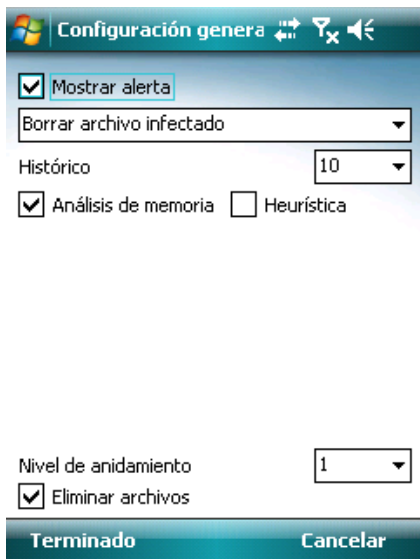 Configuración genera
Mostrar alerta
Borrar archivo infectado
Histórico 10
Análisis de memoria Heurística
Nivel de anidamiento 1
Eliminar archivos
Terminado Cancelar